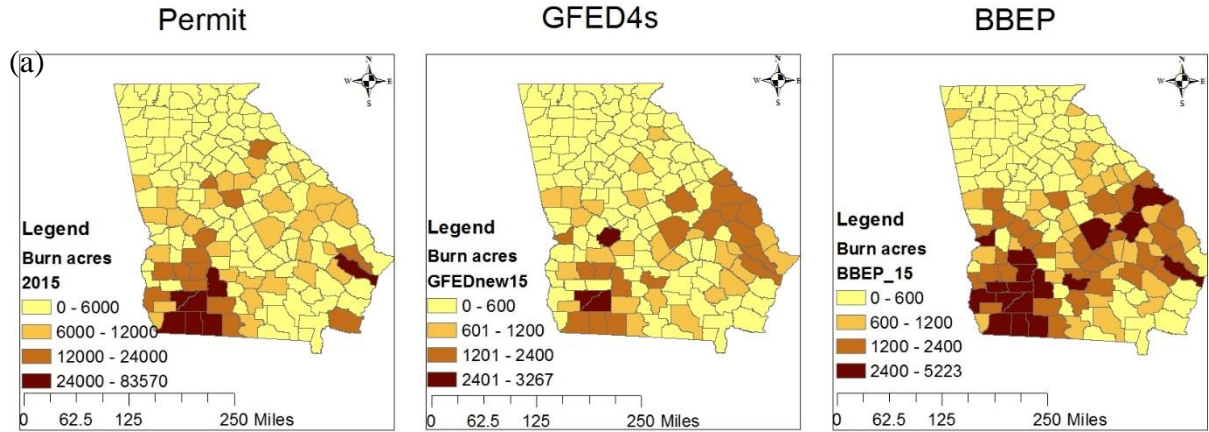 Permit
GFED4s
BBEP
(a)
N
W E
S
Legend
Burn acres
2015
0 - 6000
6000 - 12000
12000 - 24000
24000 - 83570
0 62.5 125 250 Miles
N
W E
S
Legend
Burn acres
GFEDnew15
0 - 600
601 - 1200
1201 - 2400
2401 - 3267
0 62.5 125 250 Miles
N
W E
S
Legend
Burn acres
BBEP_15
0 - 600
600 - 1200
1200 - 2400
2400 - 5223
0 62.5 125 250 Miles